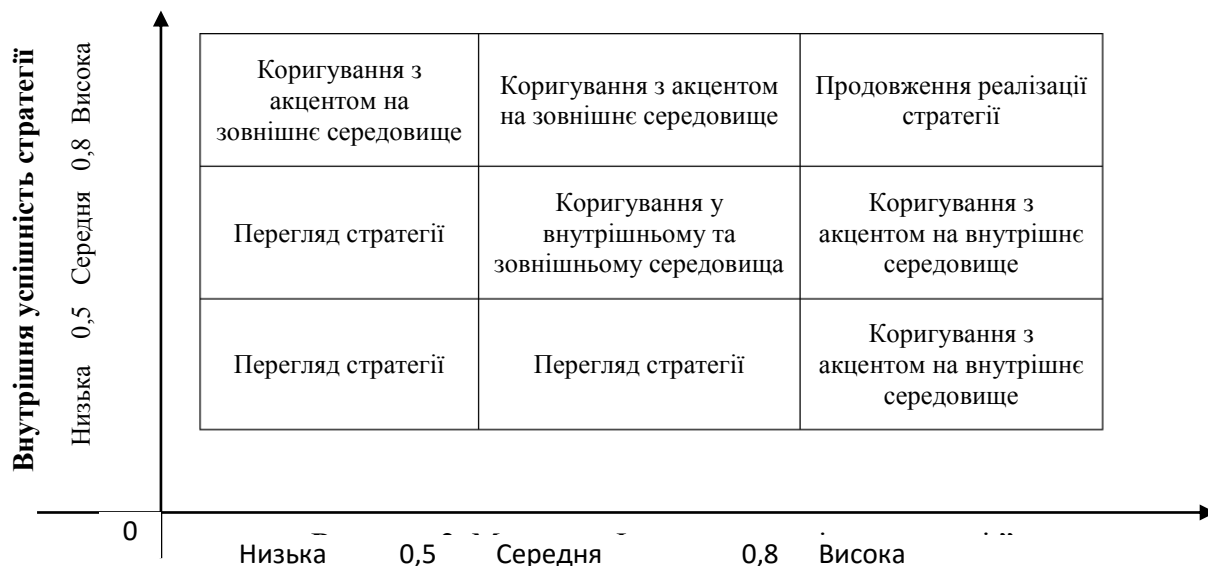 Внутрішня успішність стратегії
Низька 0,5 Середня 0,8 Висока
Коригування з
акцентом на
зовнішнє середовище
Коригування з акцентом
на зовнішнє середовище
Продовження реалізації
стратегії
Перегляд стратегії
Коригування у
внутрішньому та
зовнішньому середовища
Коригування з
акцентом на внутрішнє
середовище
Перегляд стратегії
Перегляд стратегії
Коригування з
акцентом на внутрішнє
середовище
0
Низька 0,5 Середня 0,8 Висока